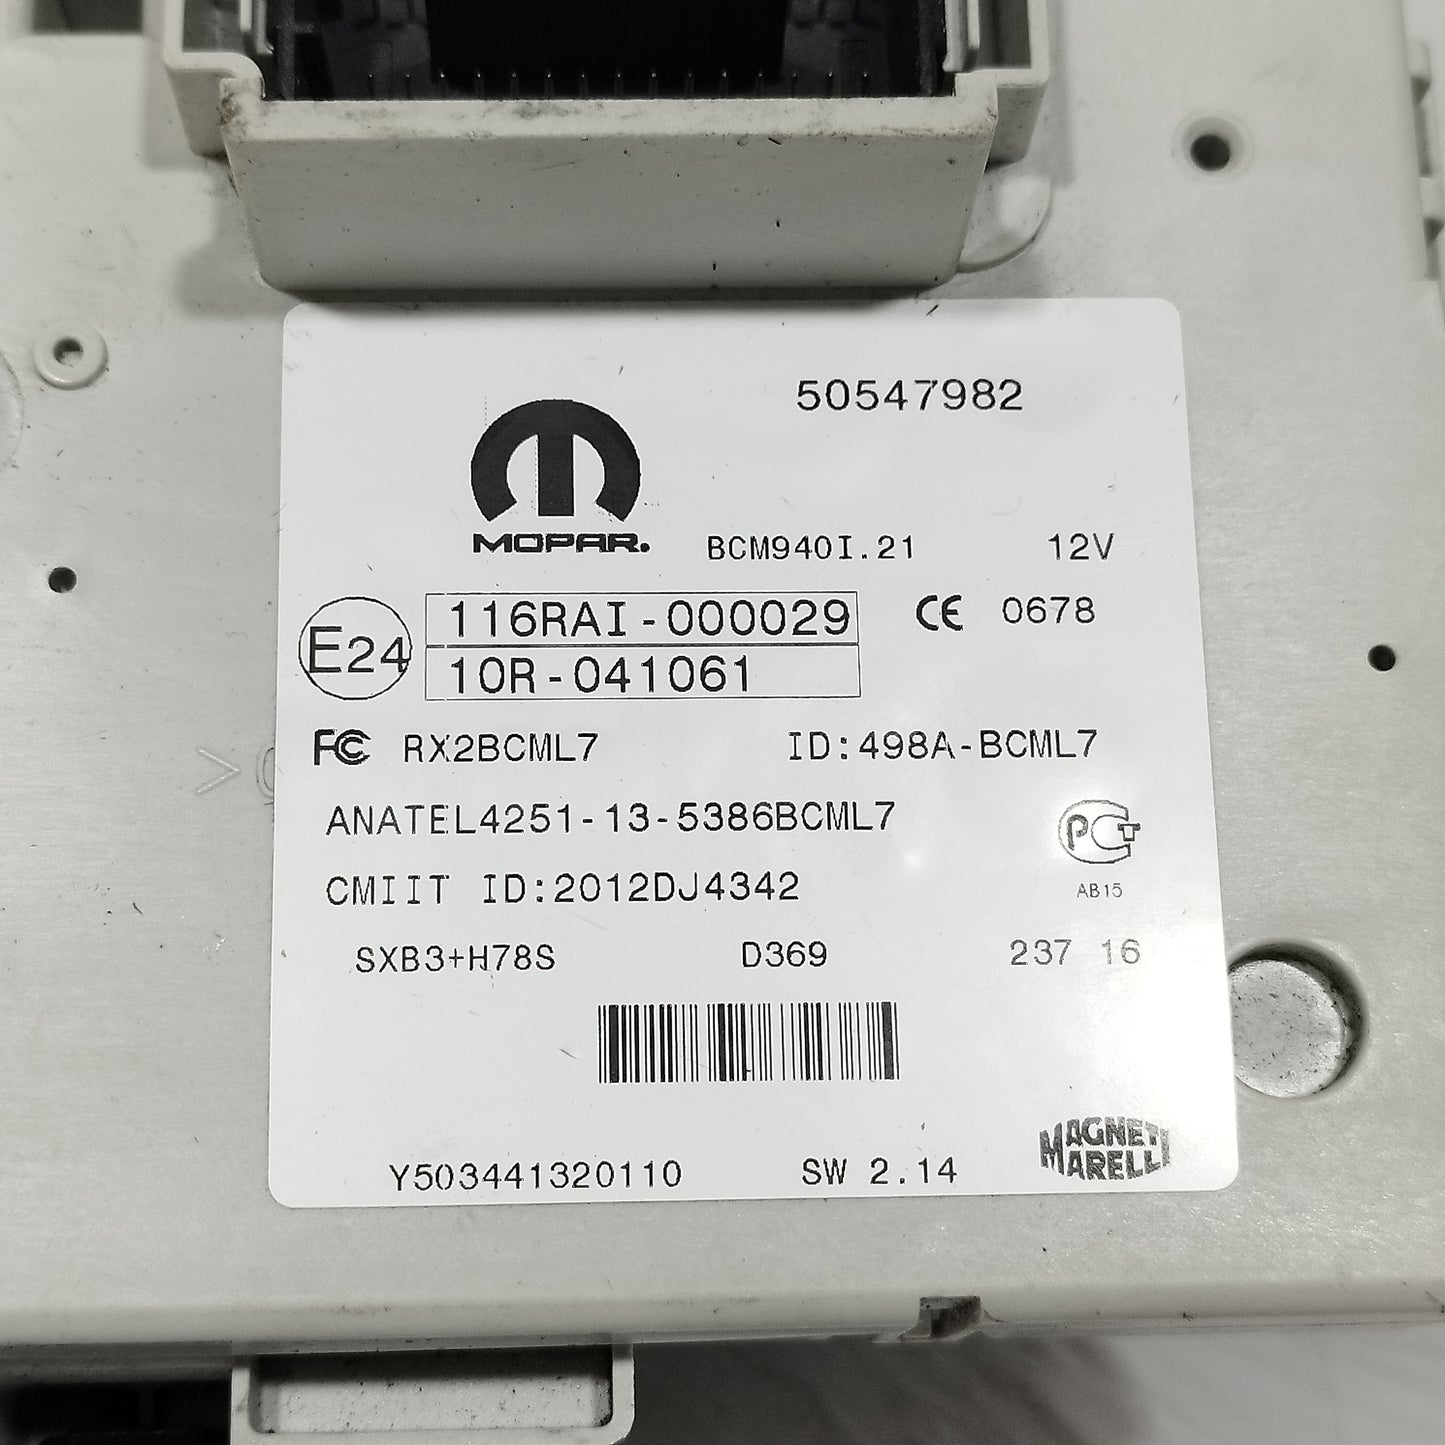 50547982
MOPAR.
BCM940I.21 12V
E24 116RAI-000029 CE 0678
10R-041061
FC RX2BCML7 ID:498A-BCML7
ANATEL4251-13-5386BCML7
CMIIT ID:2012DJ4342
AB15
SXB3+H78S D369 237 16
Y503441320110 SW 2.14
MAGNETI
MARELLI